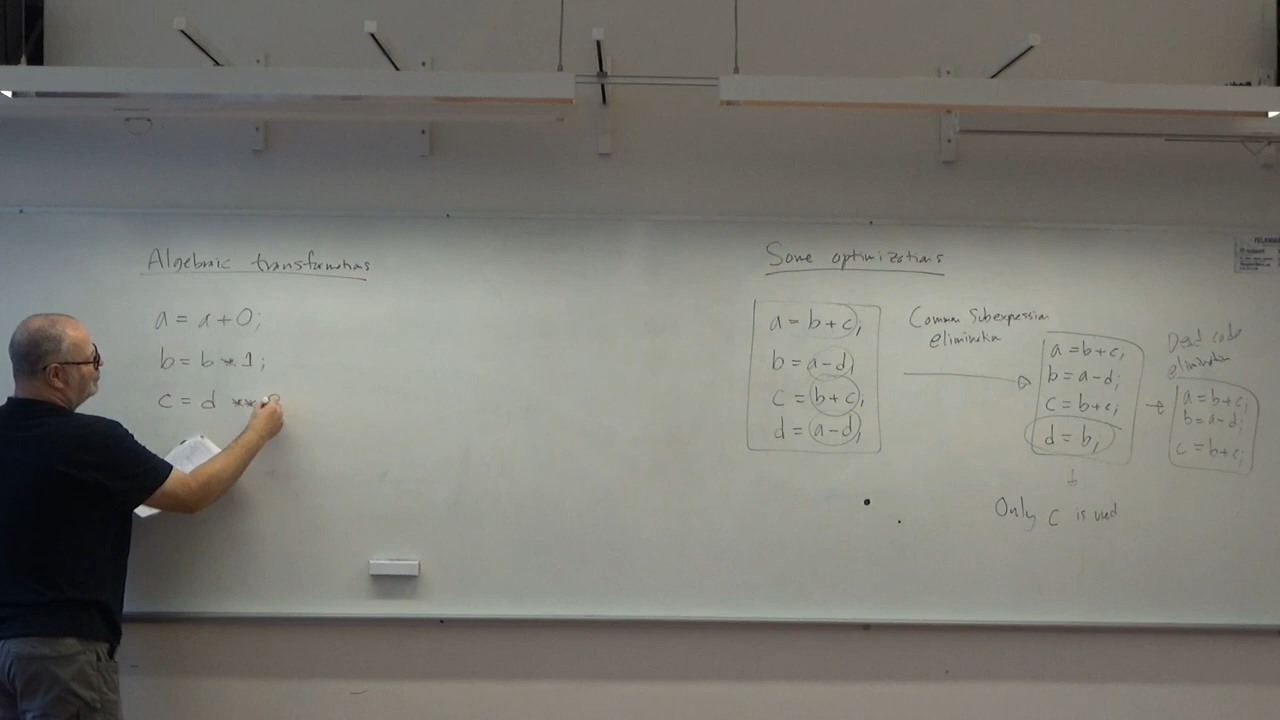 Algebraic transformations
a = a + 0;
b = b * 1;
c = d **
Some optimizations
a = b + c;
b = a - d;
c = b + c;
d = a - d;
Common Subexpression
elimination
a = b + c;
b = a - d;
c = b + c;
d = b;
Only c is used
Dead code
elimination
a = b + c;
b = a - d;
c = b + c;